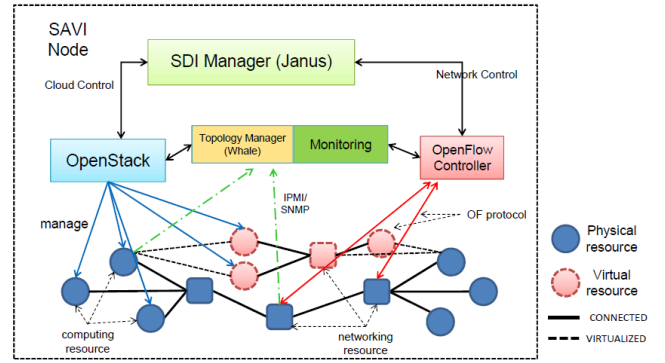 SAVI
Node
SDI Manager (Janus)
Cloud Control
Network Control
OpenStack
Topology Manager
(Whale)
Monitoring
OpenFlow
Controller
IPMI/
SNMP
OF protocol
manage
Physical
resource
Virtual
resource
computing
resource
networking
resource
CONNECTED
VIRTUALIZED